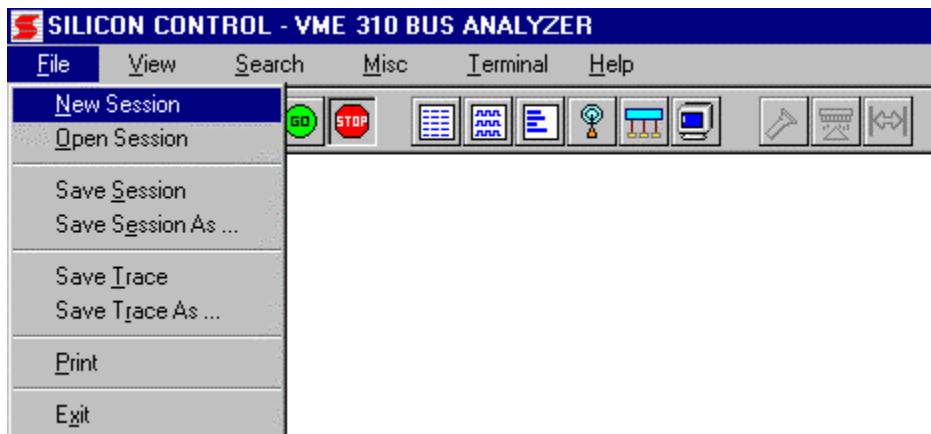 SILICON CONTROL - VME 310 BUS ANALYZER
File View Search Misc Terminal Help
GO STOP
New Session
Open Session
Save Session
Save Session As ...
Save Trace
Save Trace As ...
Print
Exit